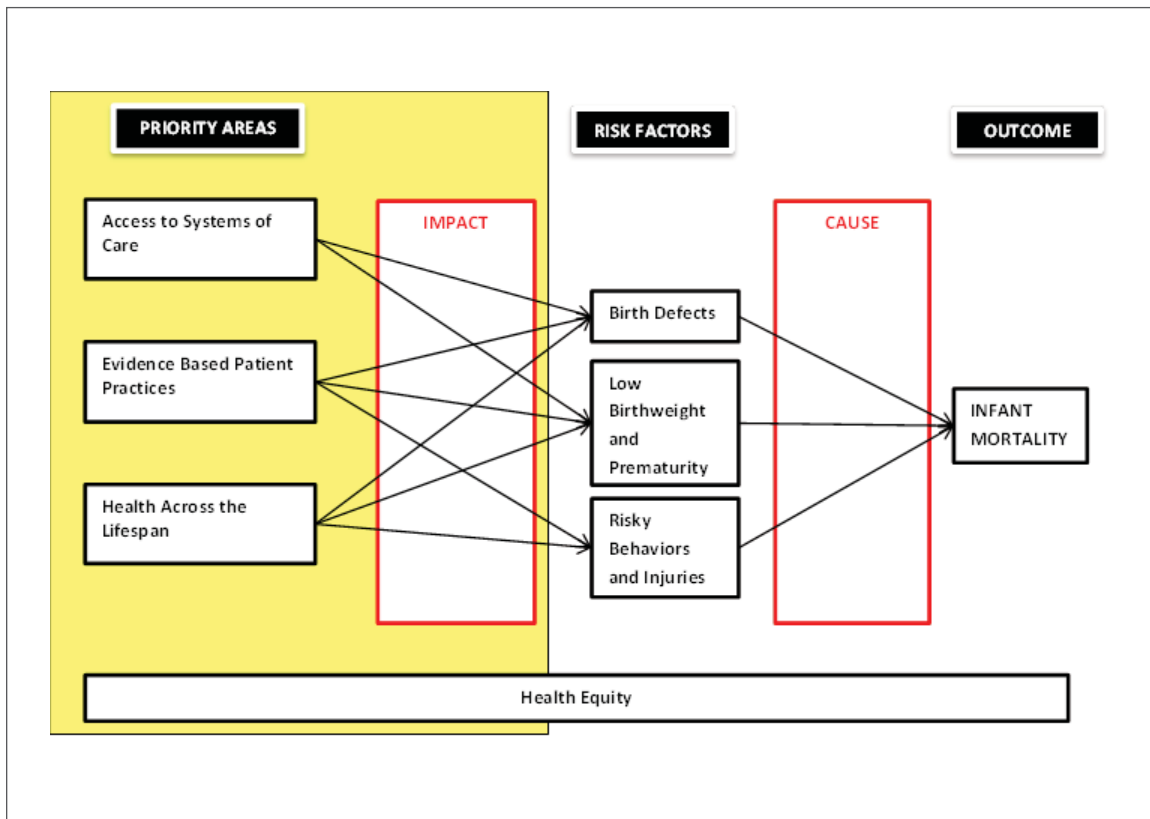 PRIORITY AREAS
RISK FACTORS
OUTCOME
Access to Systems of
Care
IMPACT
CAUSE
Birth Defects
Evidence Based Patient
Practices
Low
Birthweight
and
Prematurity
INFANT
MORTALITY
Health Across the
Lifespan
Risky
Behaviors
and Injuries
Health Equity